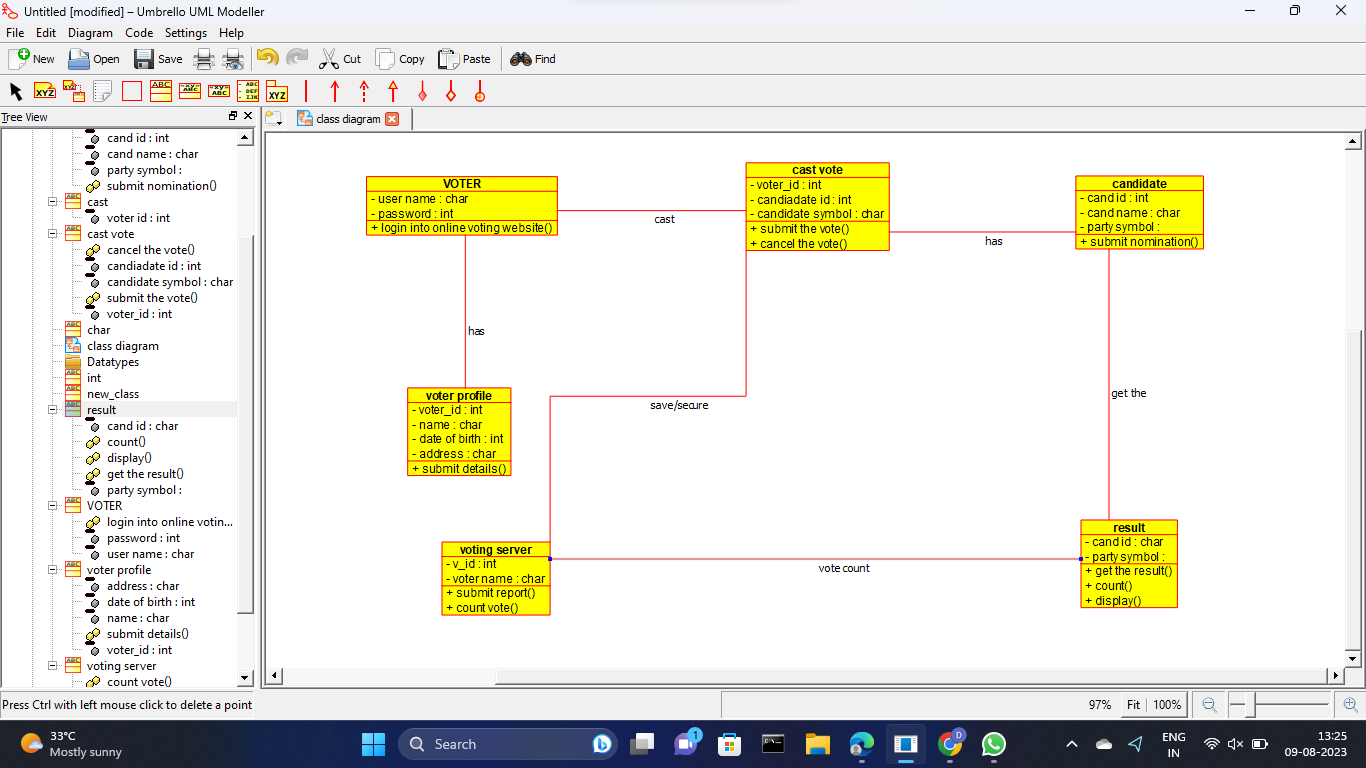 Untitled [modified] – Umbrello UML Modeller
File Edit Diagram Code Settings Help
New Open Save Cut Copy Paste Find
XYZ XYZ ABC -xy= ABC -xy= ABC ABC DEF IJK XYZ
Tree View
class diagram
cand id : int
cand name : char
party symbol :
submit nomination()
cast
voter id : int
cast vote
cancel the vote()
candiadate id : int
candidate symbol : char
submit the vote()
voter_id : int
char
class diagram
Datatypes
int
new_class
result
cand id : char
count()
display()
get the result()
party symbol :
VOTER
login into online votin...
password : int
user name : char
voter profile
address : char
date of birth : int
name : char
submit details()
voter_id : int
voting server
count vote()
VOTER
- user name : char
- password : int
+ login into online voting website()
cast
cast vote
- voter_id : int
- candiadate id : int
- candidate symbol : char
+ submit the vote()
+ cancel the vote()
has
candidate
- cand id : int
- cand name : char
- party symbol :
+ submit nomination()
has
voter profile
- voter_id : int
- name : char
- date of birth : int
- address : char
+ submit details()
save/secure
get the
voting server
- v_id : int
- voter name : char
+ submit report()
+ count vote()
vote count
result
- cand id : char
- party symbol :
+ get the result()
+ count()
+ display()
Press Ctrl with left mouse click to delete a point
97% Fit 100%
33°C
Mostly sunny
Search
1
D
ENG
IN
13:25
09-08-2023